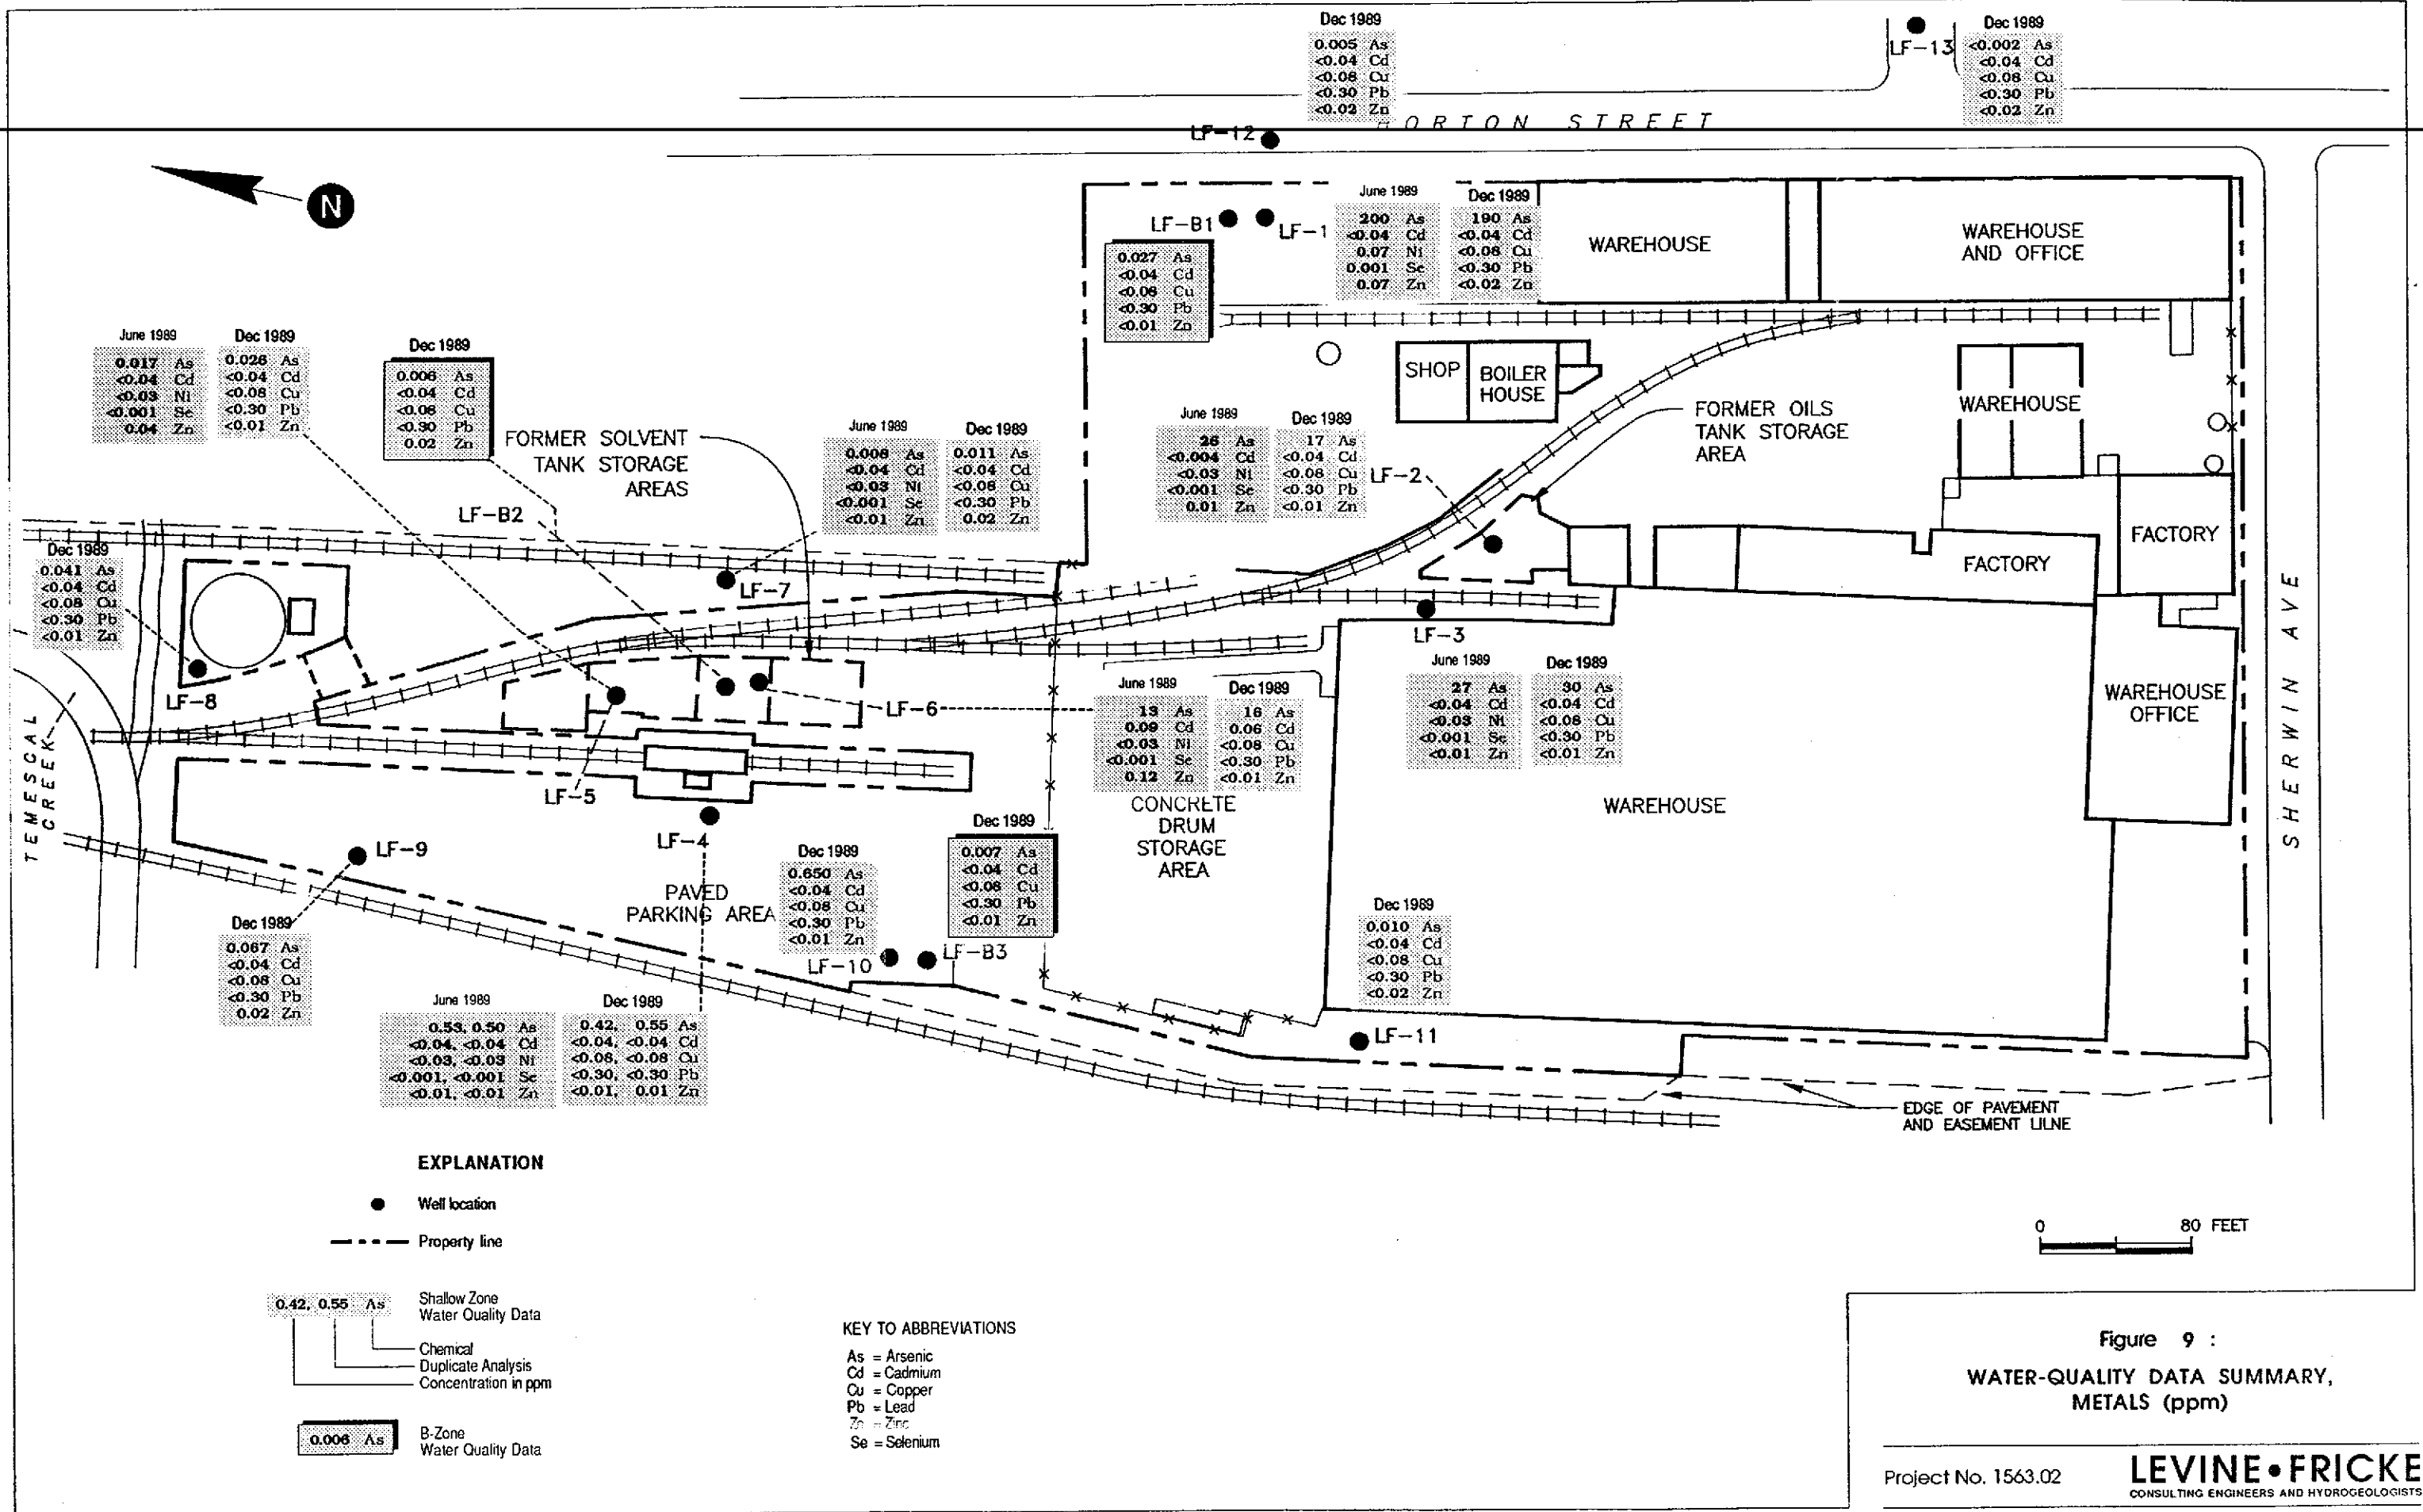 Dec 1989
0.005 As
<0.04 Cd
<0.08 Cu
<0.30 Pb
<0.02 Zn
LF-13
Dec 1989
<0.002 As
<0.04 Cd
<0.08 Cu
<0.30 Pb
<0.02 Zn
LF-12
HORTON STREET
N
LF-B1
LF-1
0.027 As
<0.04 Cd
<0.08 Cu
<0.30 Pb
<0.01 Zn
June 1989
200 As
<0.04 Cd
0.07 Ni
0.001 Se
0.07 Zn
Dec 1989
190 As
<0.04 Cd
<0.08 Cu
<0.30 Pb
<0.02 Zn
WAREHOUSE
WAREHOUSE
AND OFFICE
June 1989
0.017 As
<0.04 Cd
<0.03 Ni
<0.001 Se
0.04 Zn
Dec 1989
0.026 As
<0.04 Cd
<0.08 Cu
<0.30 Pb
<0.01 Zn
Dec 1989
0.006 As
<0.04 Cd
<0.08 Cu
<0.30 Pb
0.02 Zn
FORMER SOLVENT
TANK STORAGE
AREAS
LF-B2
June 1989
0.008 As
<0.04 Cd
<0.03 Ni
<0.001 Se
<0.01 Zn
Dec 1989
0.011 As
<0.04 Cd
<0.08 Cu
<0.30 Pb
0.02 Zn
June 1989
26 As
<0.004 Cd
<0.03 Ni
<0.001 Se
0.01 Zn
Dec 1989
17 As
<0.04 Cd
<0.08 Cu
<0.30 Pb
<0.01 Zn
SHOP
BOILER
HOUSE
LF-2
FORMER OILS
TANK STORAGE
AREA
WAREHOUSE
FACTORY
FACTORY
Dec 1989
0.041 As
<0.04 Cd
<0.08 Cu
<0.30 Pb
<0.01 Zn
LF-8
LF-7
LF-3
LF-6
June 1989
13 As
0.09 Cd
<0.03 Ni
<0.001 Se
0.12 Zn
Dec 1989
16 As
0.06 Cd
<0.08 Cu
<0.30 Pb
<0.01 Zn
June 1989
27 As
<0.04 Cd
<0.03 Ni
<0.001 Se
<0.01 Zn
Dec 1989
30 As
<0.04 Cd
<0.08 Cu
<0.30 Pb
<0.01 Zn
WAREHOUSE
OFFICE
SHERWIN AVE
TEMESCAL
CREEK
LF-5
LF-4
LF-9
CONCRETE
DRUM
STORAGE
AREA
WAREHOUSE
PAVED
PARKING AREA
Dec 1989
0.650 As
<0.04 Cd
<0.08 Cu
<0.30 Pb
<0.01 Zn
LF-10
Dec 1989
0.007 As
<0.04 Cd
<0.08 Cu
<0.30 Pb
<0.01 Zn
LF-B3
Dec 1989
0.010 As
<0.04 Cd
<0.08 Cu
<0.30 Pb
<0.02 Zn
LF-11
Dec 1989
0.067 As
<0.04 Cd
<0.08 Cu
<0.30 Pb
0.02 Zn
June 1989
0.53, 0.50 As
<0.04, <0.04 Cd
<0.03, <0.03 Ni
<0.001, <0.001 Se
<0.01, <0.01 Zn
Dec 1989
0.42, 0.55 As
<0.04, <0.04 Cd
<0.08, <0.08 Cu
<0.30, <0.30 Pb
<0.01, 0.01 Zn
EDGE OF PAVEMENT
AND EASEMENT LILNE
EXPLANATION
Well location
Property line
0.42, 0.55 As
Shallow Zone
Water Quality Data
Chemical
Duplicate Analysis
Concentration in ppm
0.006 As
B-Zone
Water Quality Data
KEY TO ABBREVIATIONS
As = Arsenic
Cd = Cadmium
Cu = Copper
Pb = Lead
Zn = Zinc
Se = Selenium
0 80 FEET
Figure 9 :
WATER-QUALITY DATA SUMMARY,
METALS (ppm)
Project No. 1563.02
LEVINE•FRICKE
CONSULTING ENGINEERS AND HYDROGEOLOGISTS